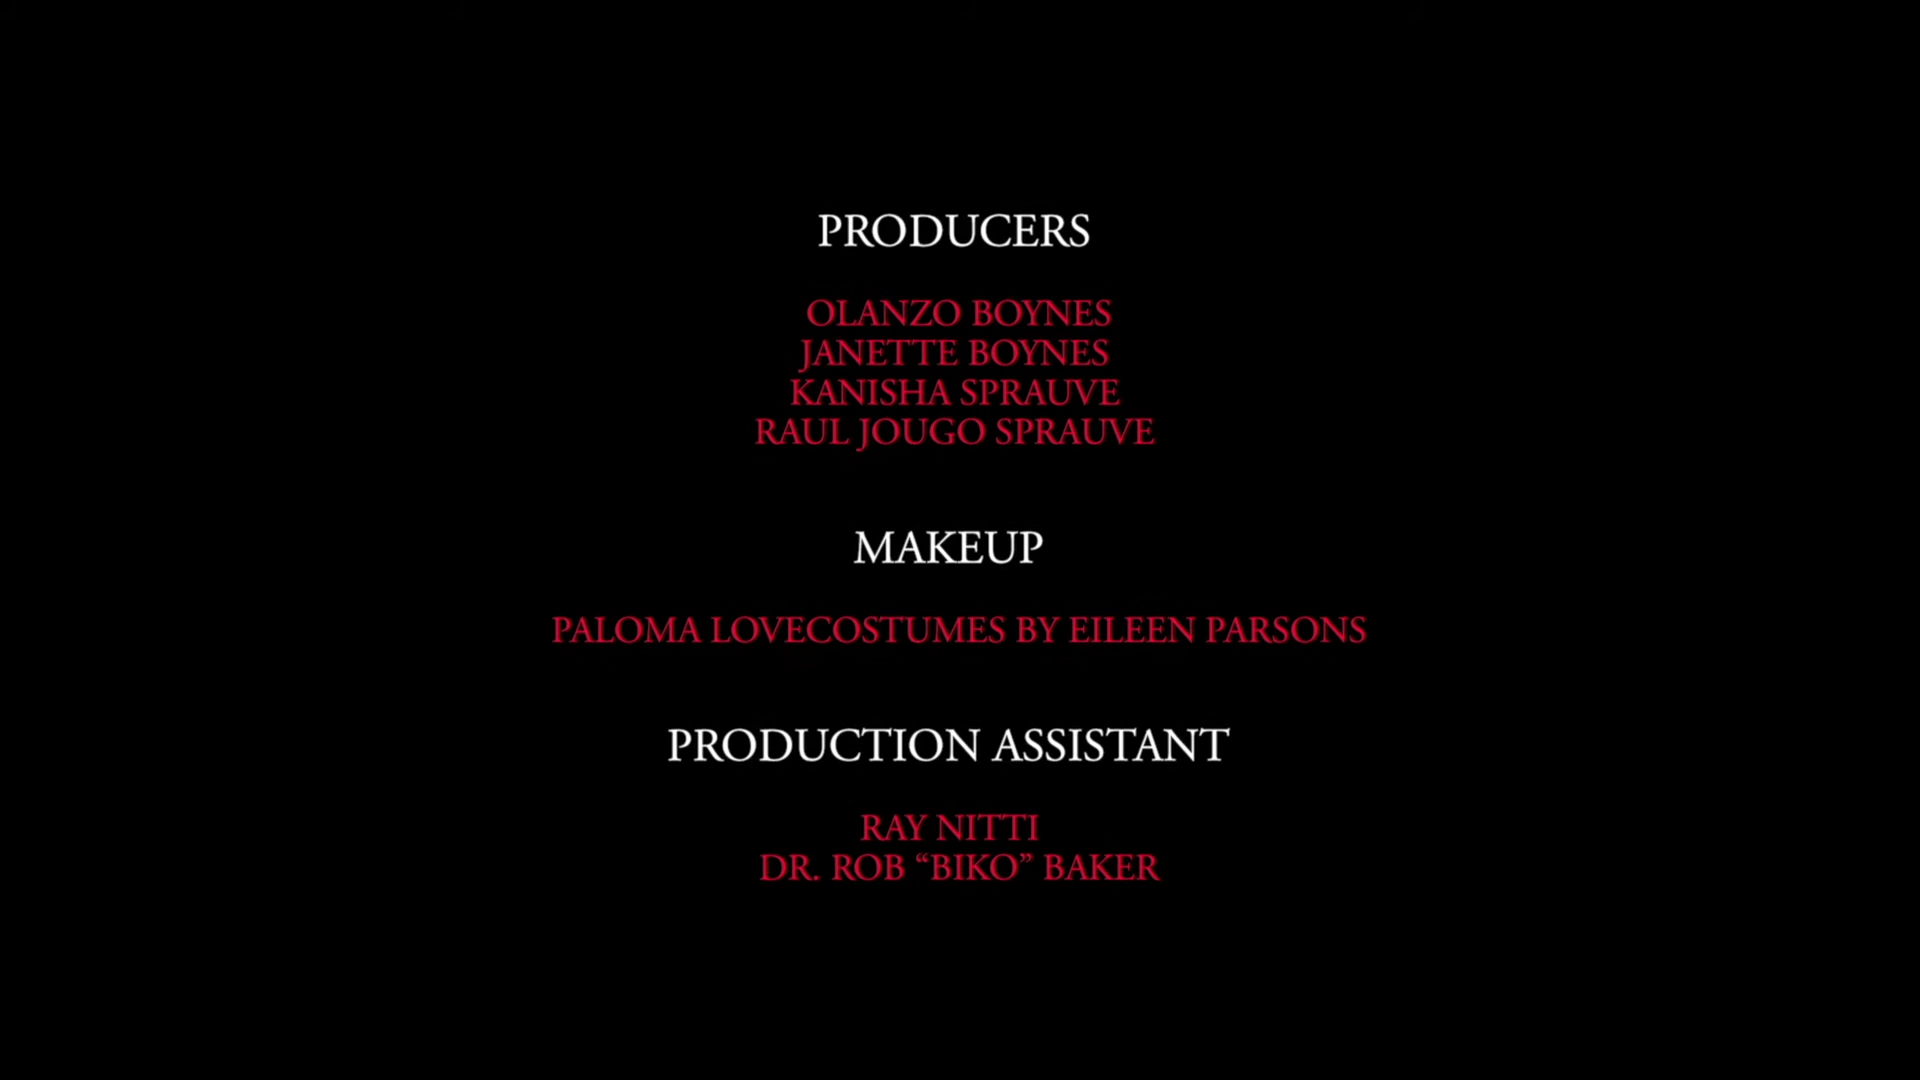 PRODUCERS
OLANZO BOYNES
JANETTE BOYNES
KANISHA SPRAUVE
RAUL JOUGO SPRAUVE
MAKEUP
PALOMA LOVECOSTUMES BY EILEEN PARSONS
PRODUCTION ASSISTANT
RAY NITTI
DR. ROB “BIKO” BAKER